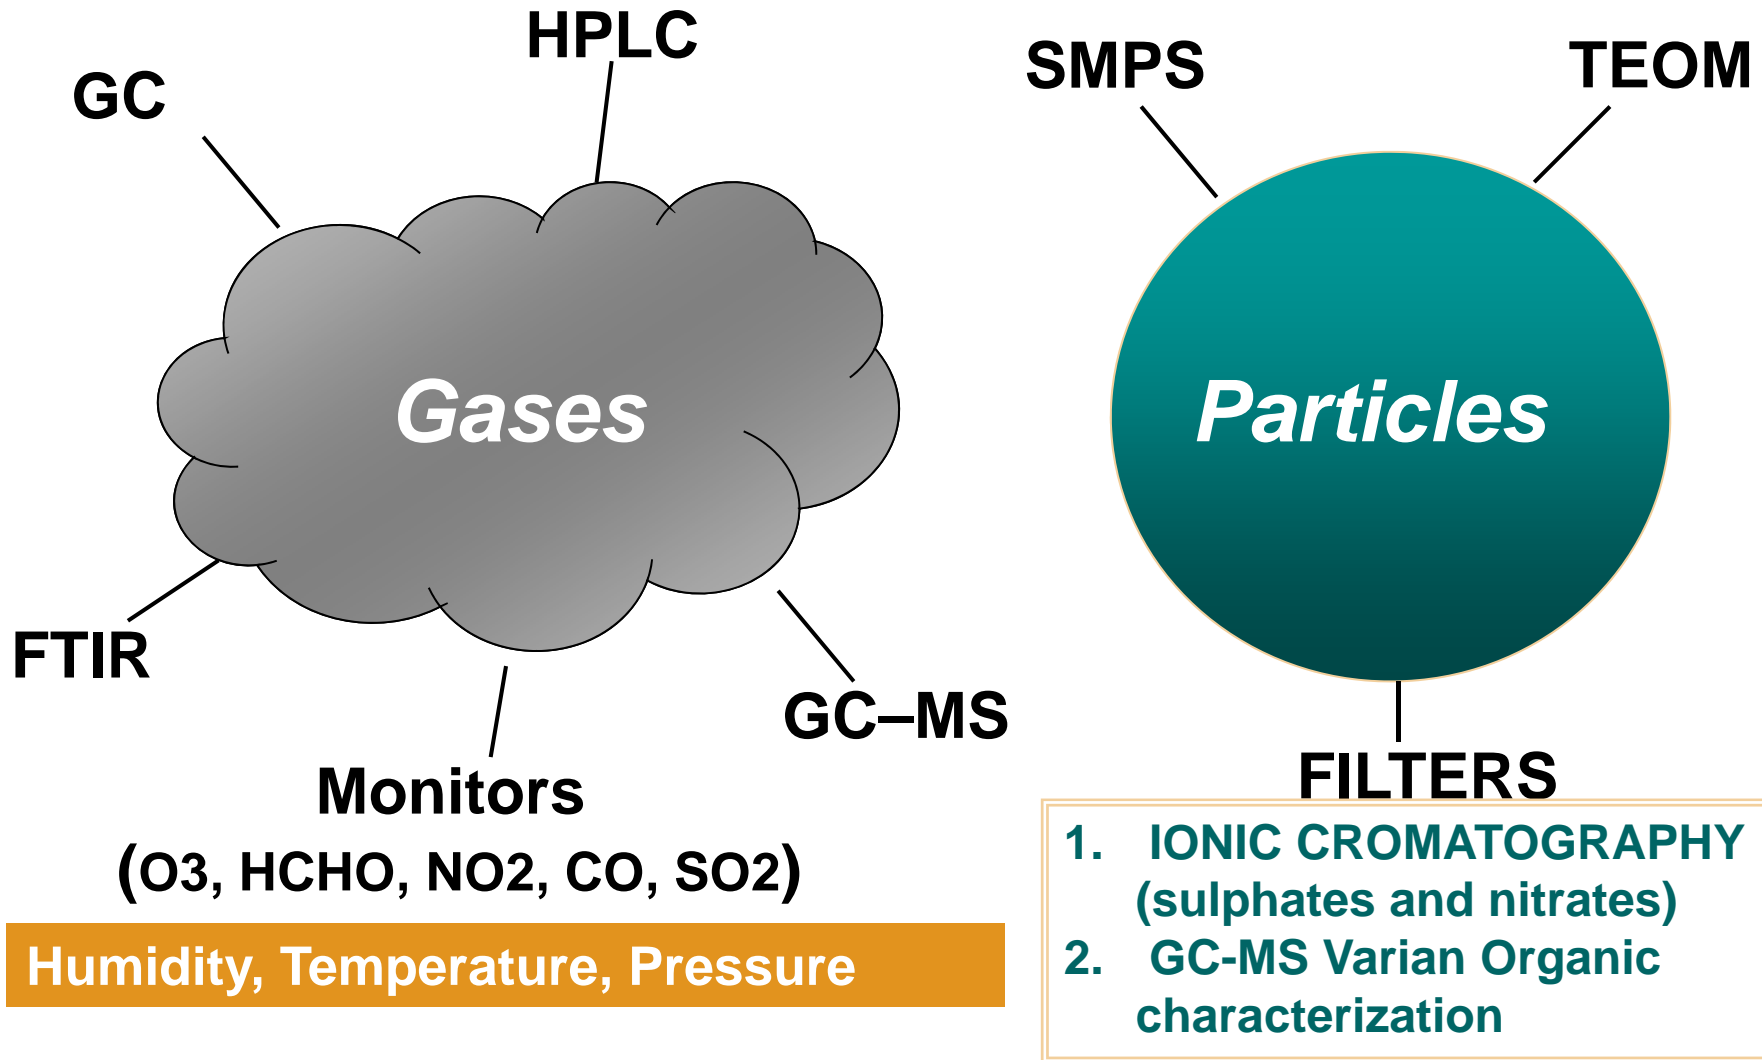 HPLC
GC
SMPS
TEOM
Gases
Particles
FTIR
GC–MS
Monitors
(O3, HCHO, NO2, CO, SO2)
Humidity, Temperature, Pressure
FILTERS
1. IONIC CROMATOGRAPHY
(sulphates and nitrates)
2. GC-MS Varian Organic
characterization